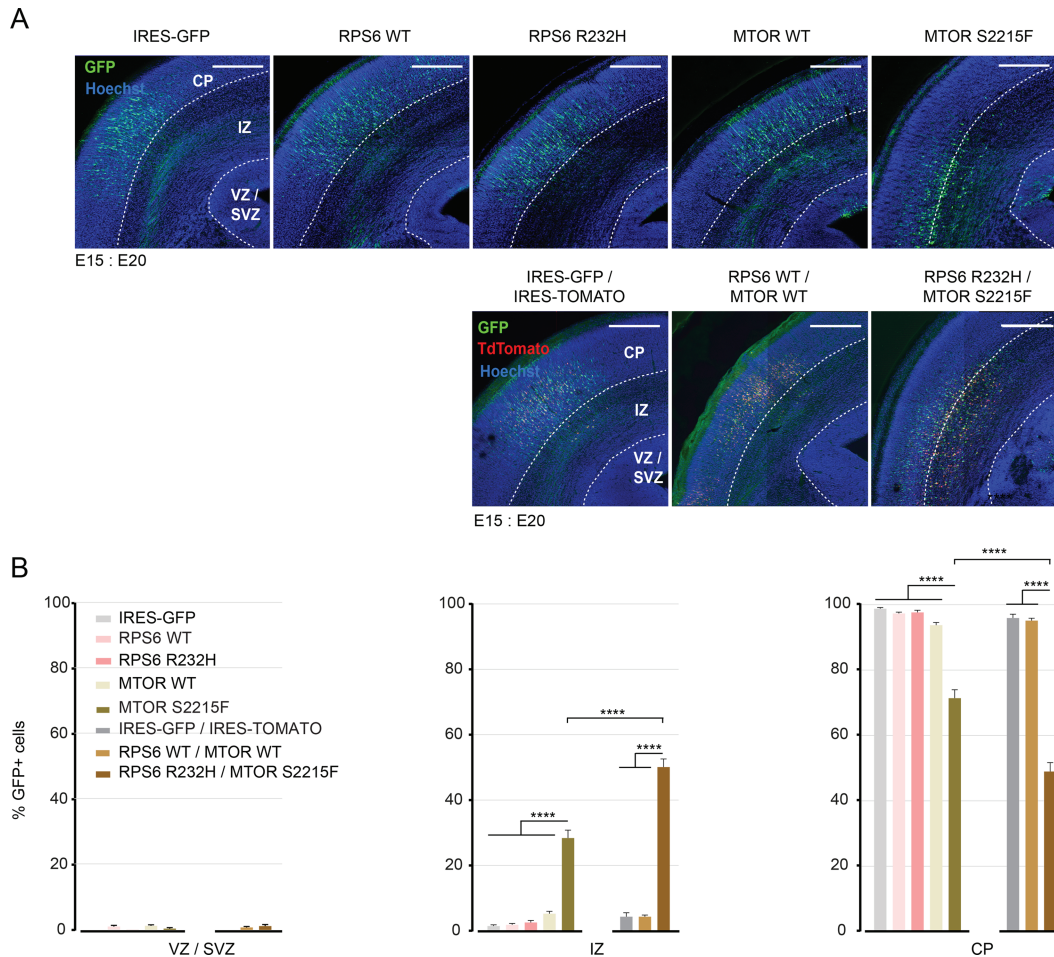 A
IRES-GFP
RPS6 WT
RPS6 R232H
MTOR WT
MTOR S2215F
GFP
Hoechst
CP
IZ
VZ /
SVZ
E15 : E20
IRES-GFP /
IRES-TOMATO
RPS6 WT /
MTOR WT
RPS6 R232H /
MTOR S2215F
GFP
TdTomato
Hoechst
CP
IZ
VZ /
SVZ
E15 : E20
B
% GFP+ cells
100
80
60
40
20
0
IRES-GFP
RPS6 WT
RPS6 R232H
MTOR WT
MTOR S2215F
IRES-GFP / IRES-TOMATO
RPS6 WT / MTOR WT
RPS6 R232H / MTOR S2215F
VZ / SVZ
100
80
60
40
20
0
****
****
****
IZ
100
80
60
40
20
0
****
****
****
CP